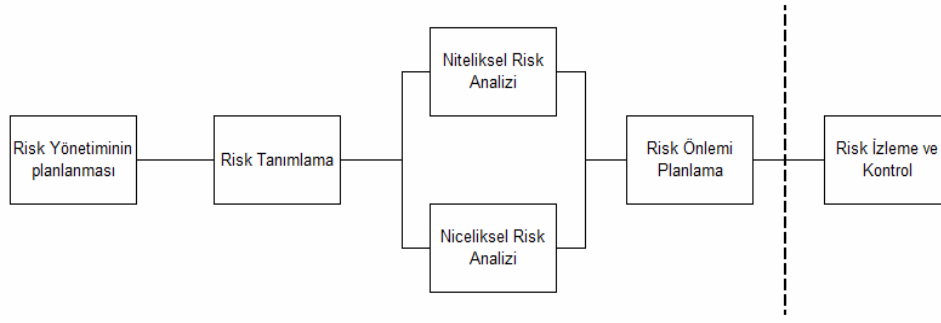 Risk Yönetiminin
planlanması
Risk Tanımlama
Niteliksel Risk
Analizi
Niceliksel Risk
Analizi
Risk Önlemi
Planlama
Risk İzleme ve
Kontrol